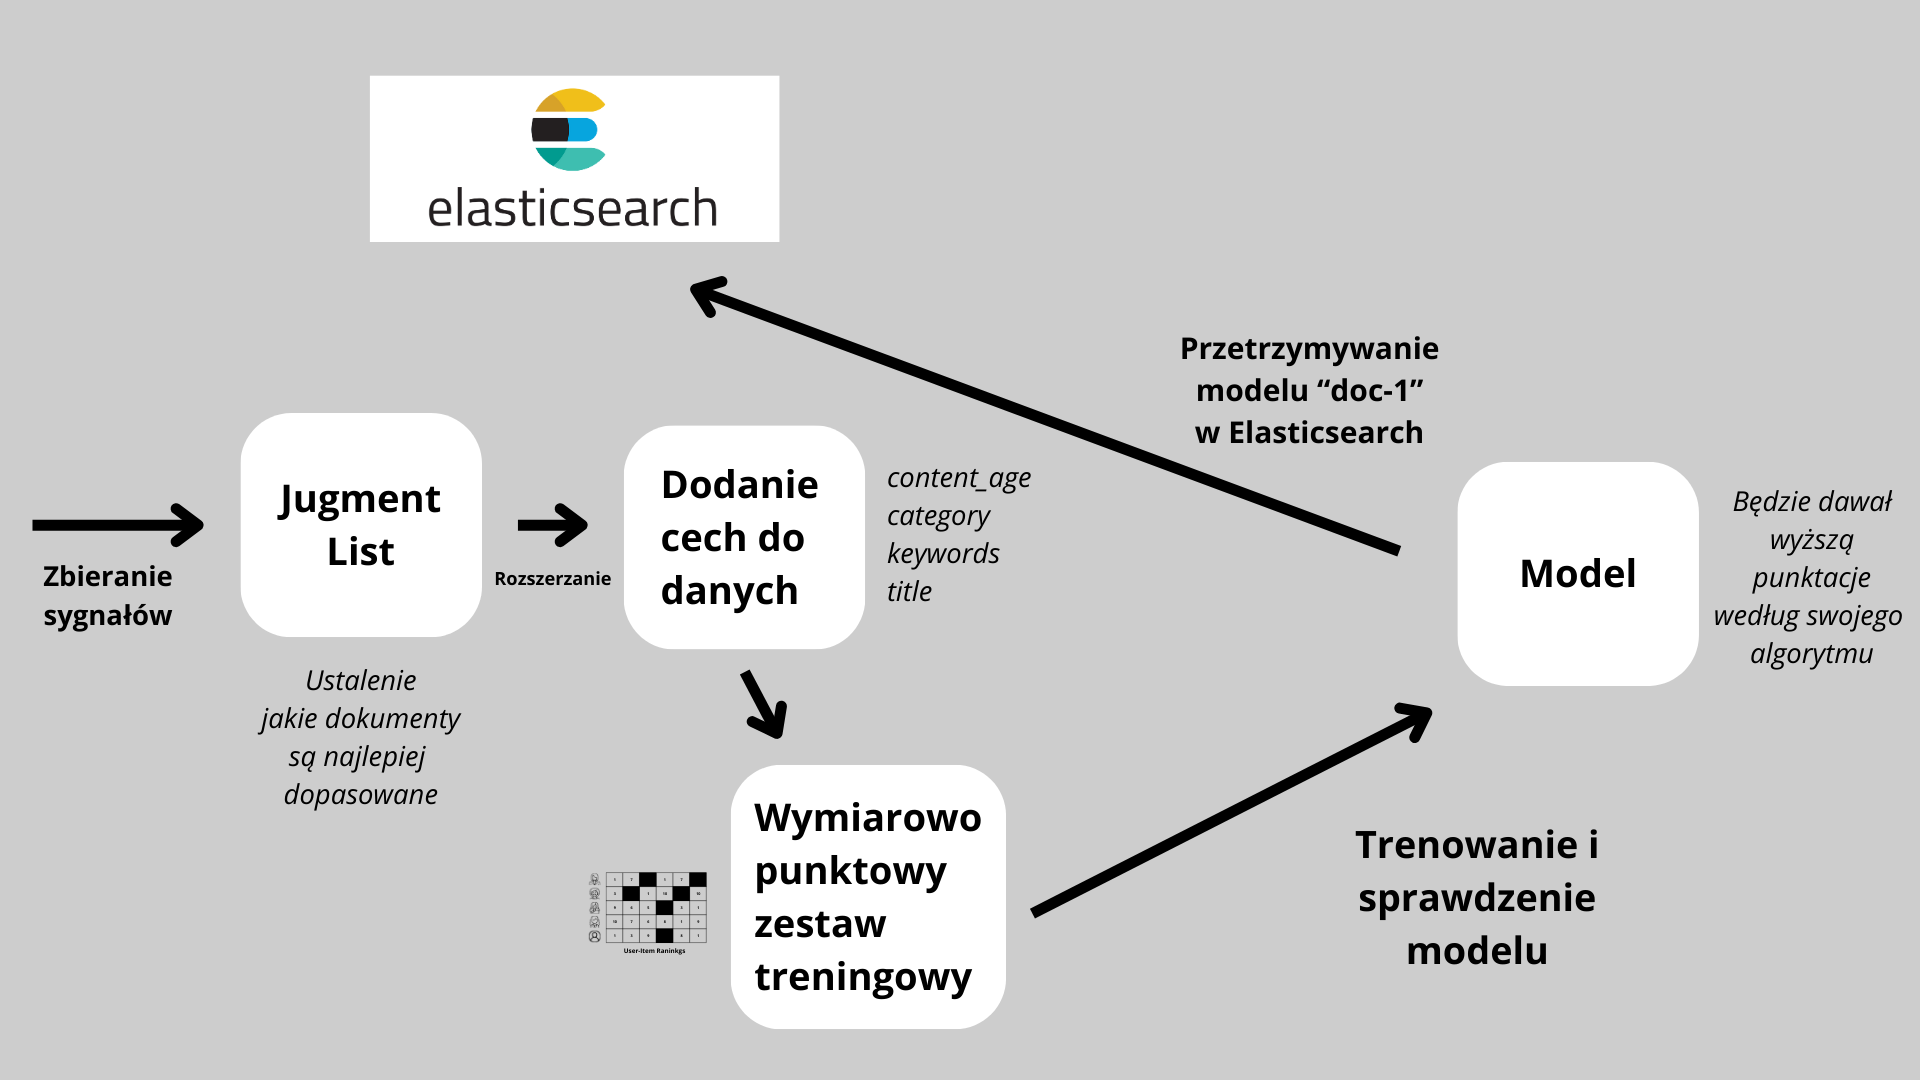 elasticsearch
Przetrzymywanie
modelu “doc-1”
w Elasticsearch
Zbieranie
sygnałów
Jugment
List
Ustalenie
jakie dokumenty
są najlepiej
dopasowane
Rozszerzanie
Dodanie
cech do
danych
content_age
category
keywords
title
Wymiarowo
punktowy
zestaw
treningowy
User-Item Raninkgs
Trenowanie i
sprawdzenie
modelu
Model
Będzie dawał
wyższą
punktacje
według swojego
algorytmu